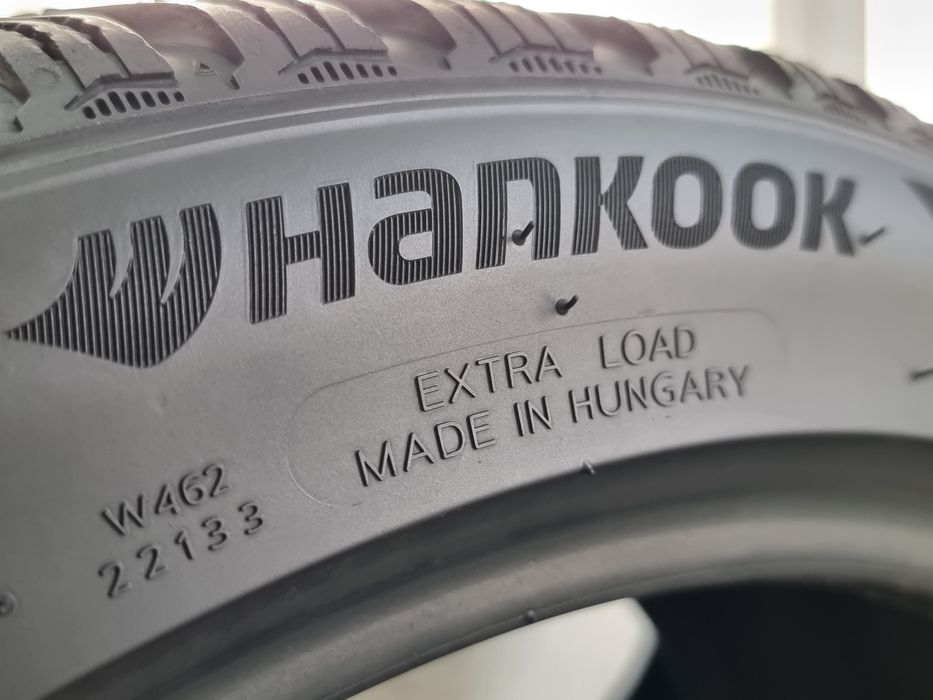 Hankook
EXTRA LOAD
MADE IN HUNGARY
W462
22133